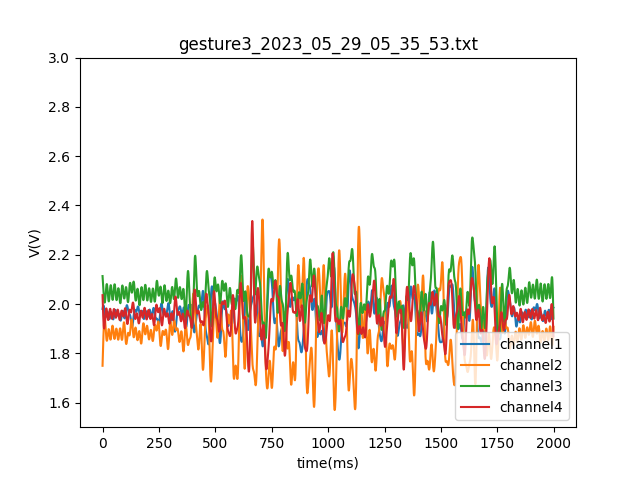 gesture3_2023_05_29_05_35_53.txt
V(V)
3.0
2.8
2.6
2.4
2.2
2.0
1.8
1.6
channel1
channel2
channel3
channel4
0 250 500 750 1000 1250 1500 1750 2000
time(ms)